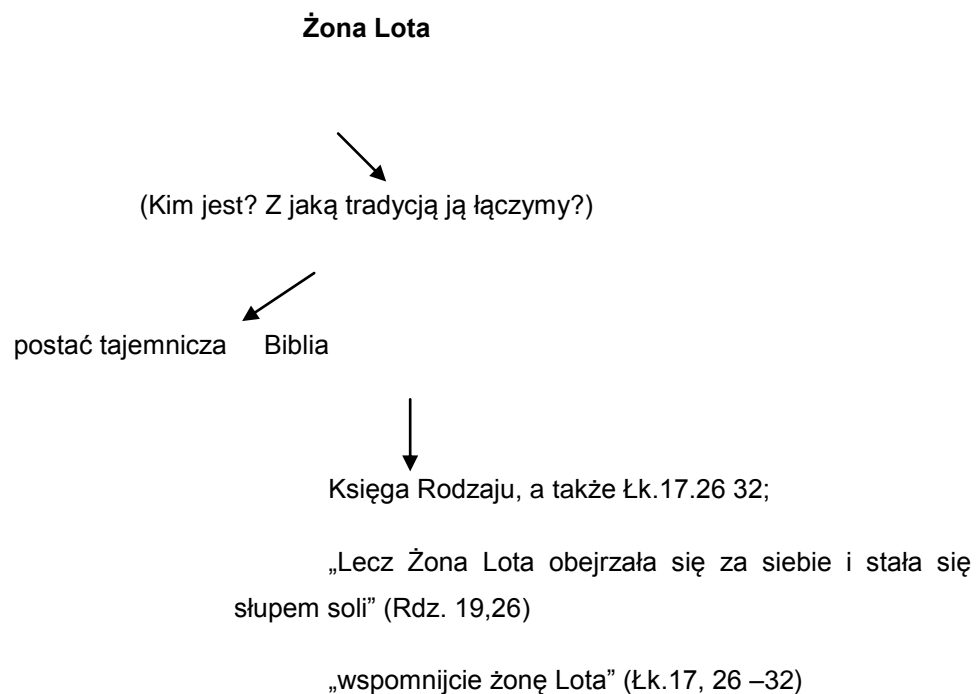 Żona Lota
(Kim jest? Z jaką tradycją ją łączymy?)
postać tajemnicza Biblia
Księga Rodzaju, a także Łk.17.26 32;
„Lecz Żona Lota obejrzała się za siebie i stała się
słupem soli” (Rdz. 19,26)
„wspomnijcie żonę Lota” (Łk.17, 26 –32)